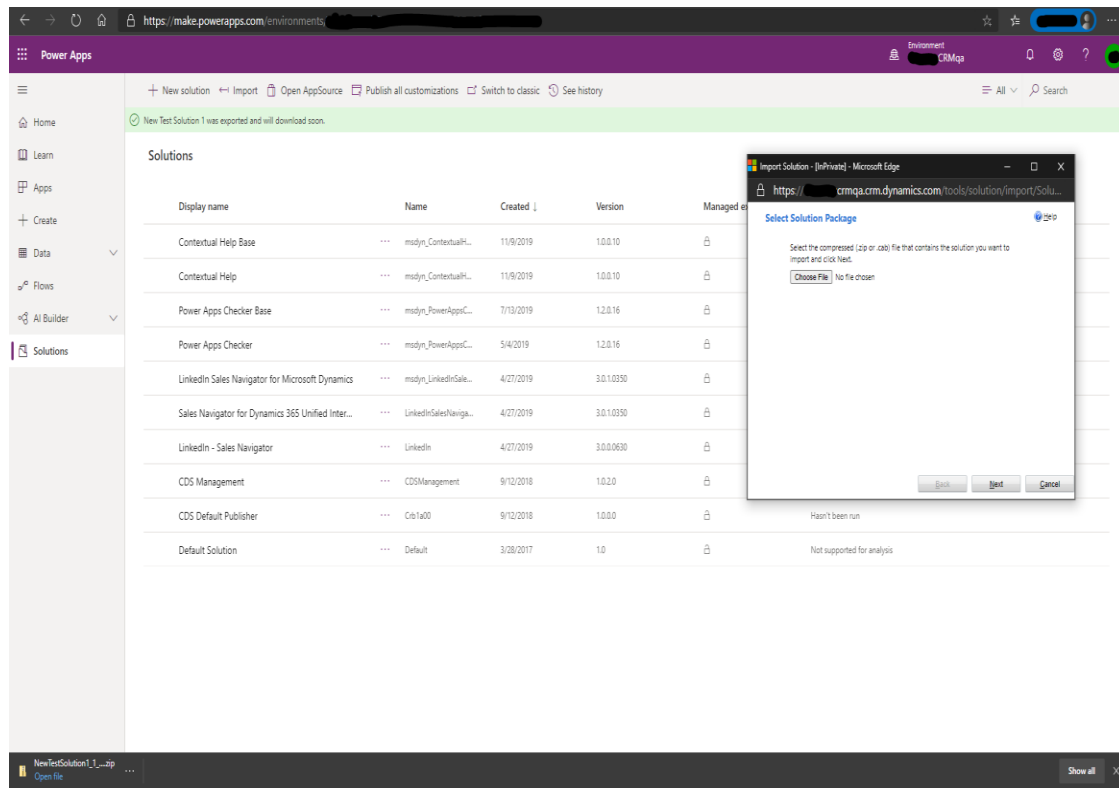 https://make.powerapps.com/environments
Power Apps
Environment
CRMqa
New solution Import Open AppSource Publish all customizations Switch to classic See history
All Search
Home
Learn
Apps
Create
Data
Flows
AI Builder
Solutions
New Test Solution 1 was exported and will download soon.
Solutions
Display name Name Created Version Managed e
Contextual Help Base ... msdyn_ContextualH... 11/9/2019 1.0.0.10
Contextual Help ... msdyn_ContextualH... 11/9/2019 1.0.0.10
Power Apps Checker Base ... msdyn_PowerAppsC... 7/13/2019 1.2.0.16
Power Apps Checker ... msdyn_PowerAppsC... 5/4/2019 1.2.0.16
LinkedIn Sales Navigator for Microsoft Dynamics ... msdyn_LinkedInSale... 4/27/2019 3.0.1.0350
Sales Navigator for Dynamics 365 Unified Inter... ... LinkedInSalesNaviga... 4/27/2019 3.0.1.0350
LinkedIn - Sales Navigator ... LinkedIn 4/27/2019 3.0.0.0630
CDS Management ... CDSManagement 9/12/2018 1.0.2.0
CDS Default Publisher ... Crb1a00 9/12/2018 1.0.0.0 Hasn't been run
Default Solution ... Default 3/28/2017 1.0 Not supported for analysis
Import Solution - [InPrivate] - Microsoft Edge
https:// crmqa.crm.dynamics.com/tools/solution/import/Solu...
Select Solution Package Help
Select the compressed (.zip or .cab) file that contains the solution you want to
import and click Next.
Choose File No file chosen
Back Next Cancel
NewTestSolution1_1_....zip
Open file
Show all